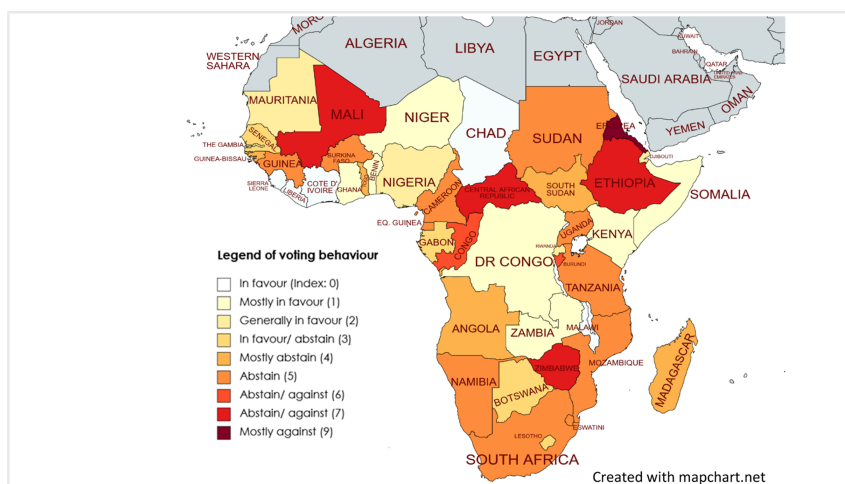 MORO
JORDAN
ALGERIA
LIBYA
EGYPT
KUWAIT
BAHRAIN
QATAR
WESTERN
SAHARA
SAUDI ARABIA
OMAN
MAURITANIA
MALI
NIGER
CHAD
SUDAN
YEMEN
SENEGAL
THE GAMBIA
GUINEA-BISSAU
GUINEA
BURKINA
FASO
BENIN
DJIBOUTI
SIERRA
LEONE
LIBERIA
COTE D'
IVOIRE
GHANA
NIGERIA
CAMEROON
CENTRAL AFRICAN
REPUBLIC
SOUTH
SUDAN
ETHIOPIA
SOMALIA
EQ. GUINEA
GABON
CONGO
DR CONGO
UGANDA
KENYA
RWANDA
BURUNDI
TANZANIA
ANGOLA
ZAMBIA
MALAWI
MOZAMBIQUE
ZIMBABWE
NAMIBIA
BOTSWANA
MADAGASCAR
ESWATINI
LESOTHO
SOUTH AFRICA
Legend of voting behaviour
In favour (Index: 0)
Mostly in favour (1)
Generally in favour (2)
In favour/ abstain (3)
Mostly abstain (4)
Abstain (5)
Abstain/ against (6)
Abstain/ against (7)
Mostly against (9)
Created with mapchart.net